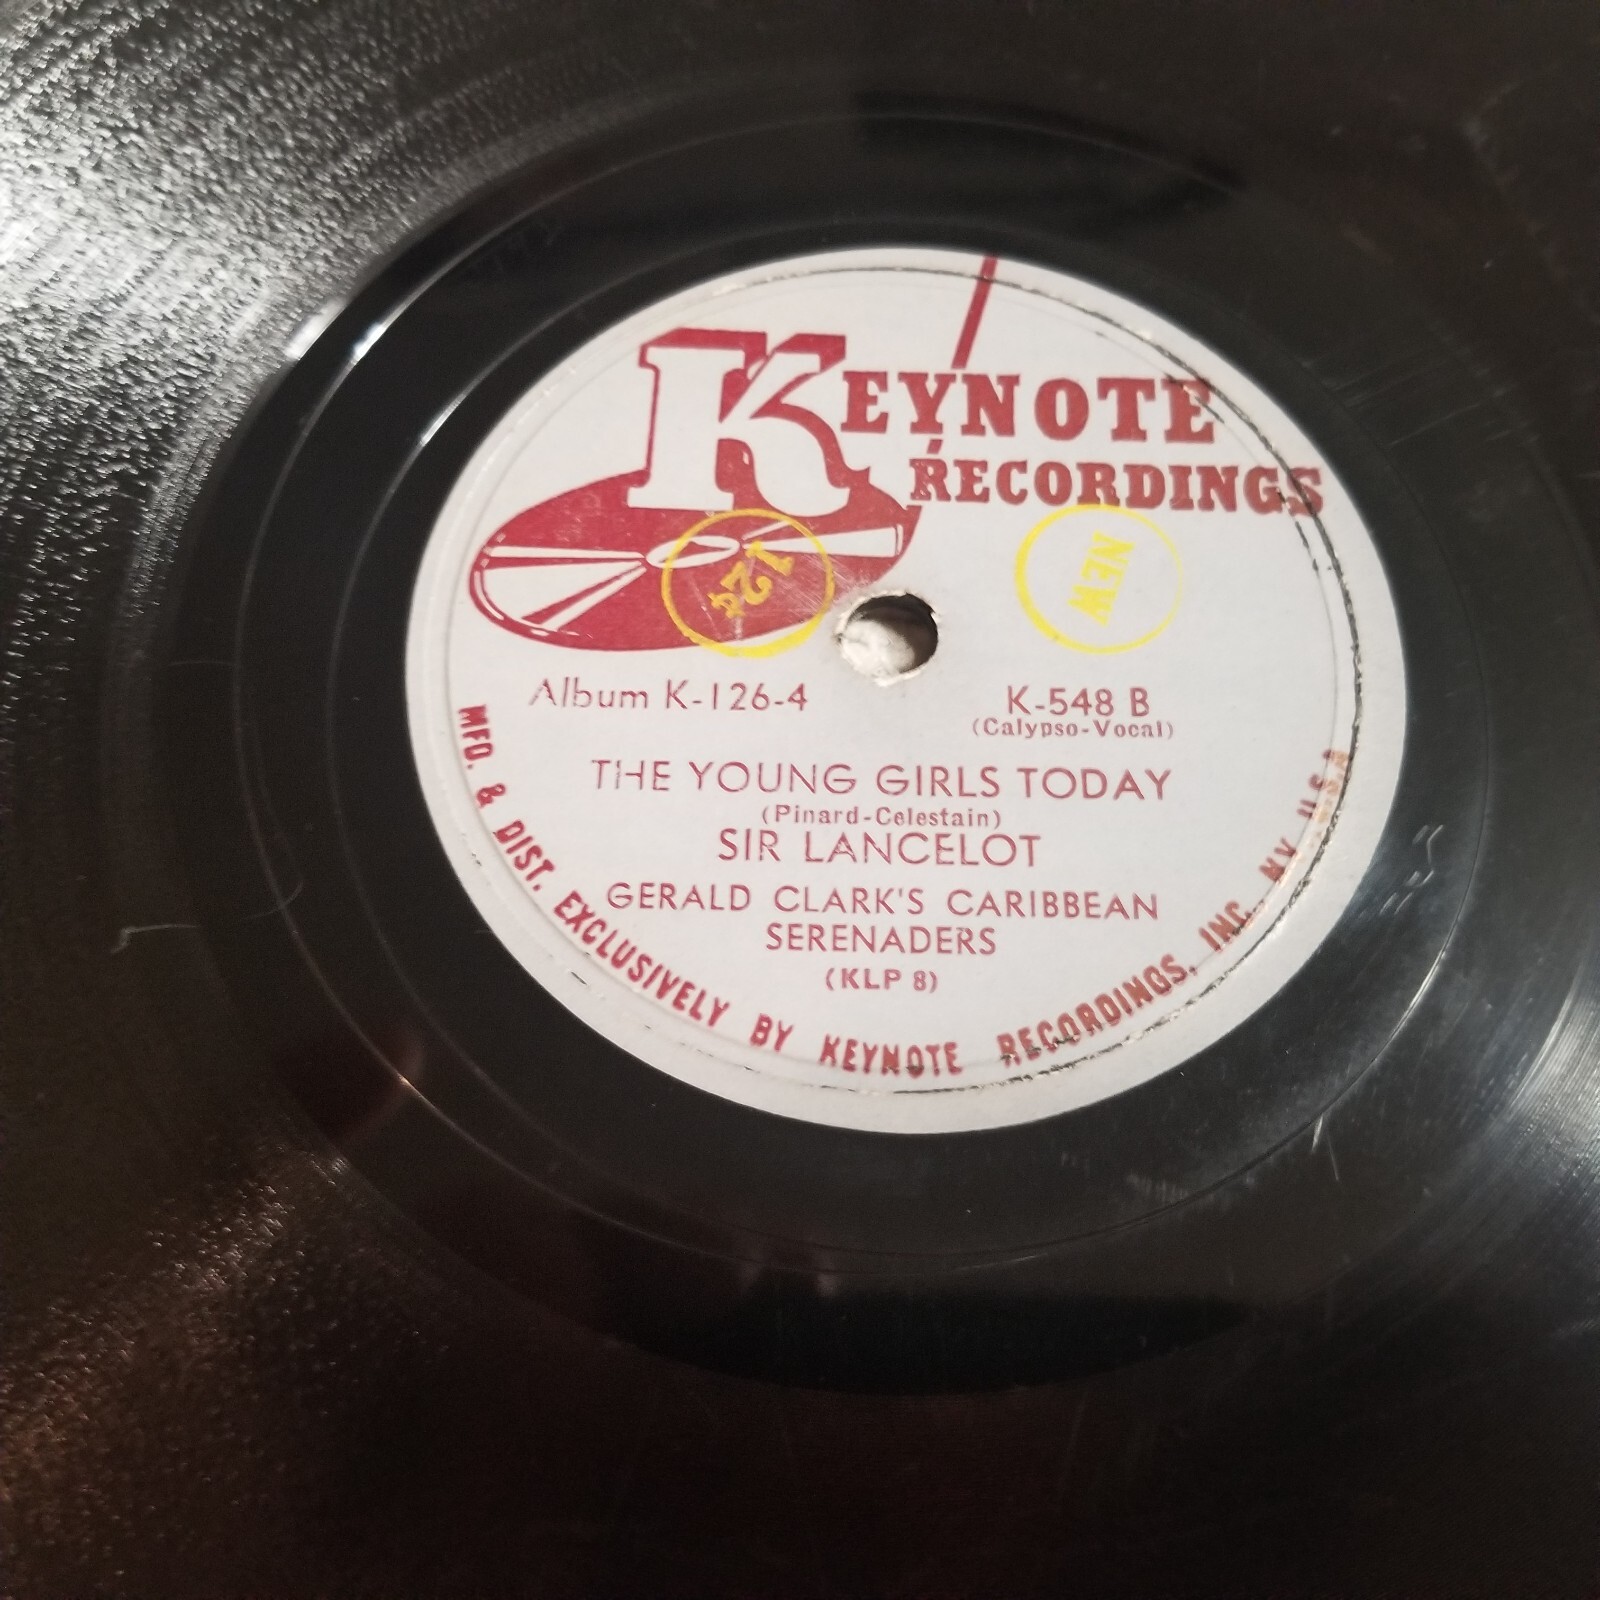 KEYNOTE
RECORDINGS
12¢
NEW
Album K-126-4
K-548 B
(Calypso-Vocal)
THE YOUNG GIRLS TODAY
(Pinard-Celestain)
SIR LANCELOT
GERALD CLARK'S CARIBBEAN
SERENADERS
(KLP 8)
MFD. & DIST. EXCLUSIVELY BY KEYNOTE RECORDINGS, INC. NY. U.S.A